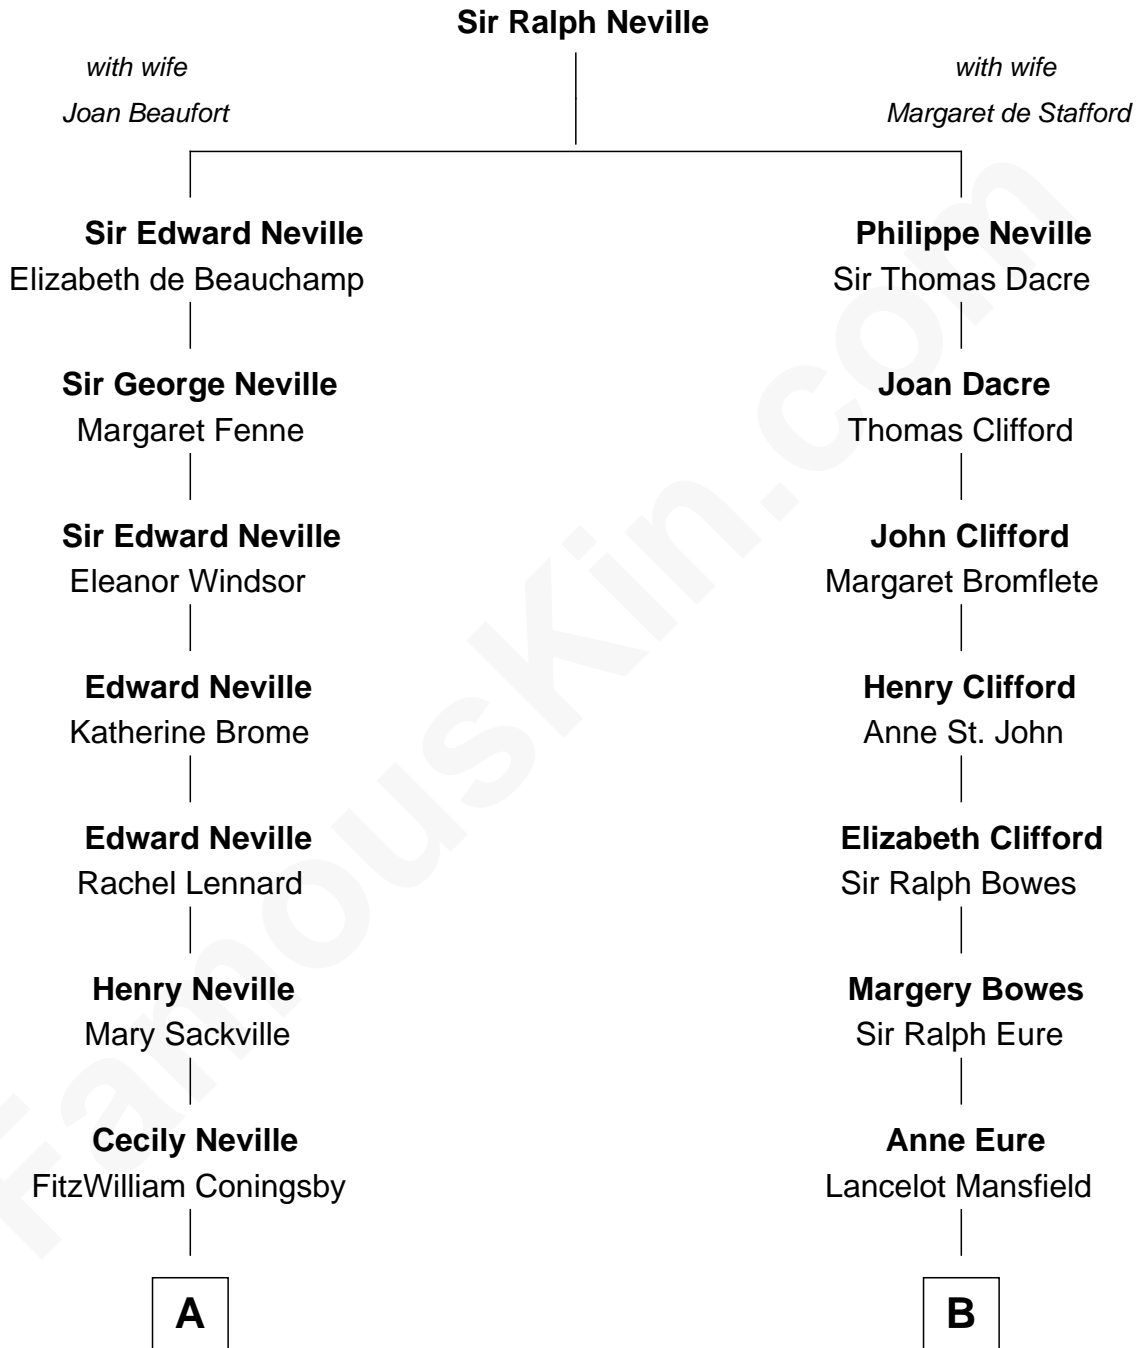 Sir Ralph Neville
with wife
Joan Beaufort
with wife
Margaret de Stafford
Sir Edward Neville
Elizabeth de Beauchamp
Philippe Neville
Sir Thomas Dacre
Sir George Neville
Margaret Fenne
Joan Dacre
Thomas Clifford
Sir Edward Neville
Eleanor Windsor
John Clifford
Margaret Bromflete
Edward Neville
Katherine Brome
Henry Clifford
Anne St. John
Edward Neville
Rachel Lennard
Elizabeth Clifford
Sir Ralph Bowes
Henry Neville
Mary Sackville
Margery Bowes
Sir Ralph Eure
Cecily Neville
FitzWilliam Coningsby
Anne Eure
Lancelot Mansfield
A
B
FamousKin.com